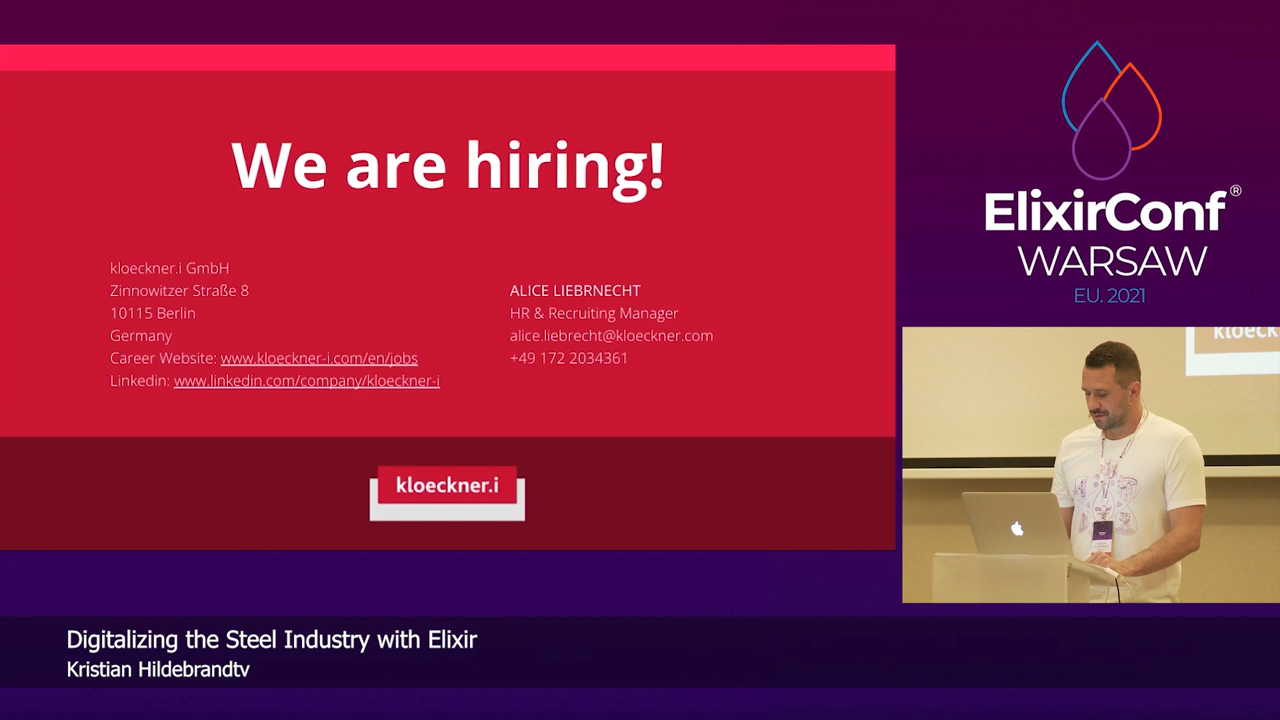 We are hiring!
kloeckner.i GmbH
Zinnowitzer Straße 8
10115 Berlin
Germany
Career Website: www.kloeckner-i.com/en/jobs
Linkedin: www.linkedin.com/company/kloeckner-i
ALICE LIEBRNECHT
HR & Recruiting Manager
alice.liebrecht@kloeckner.com
+49 172 2034361
kloeckner.i
ElixirConf®
WARSAW
EU. 2021
Digitalizing the Steel Industry with Elixir
Kristian Hildebrandtv